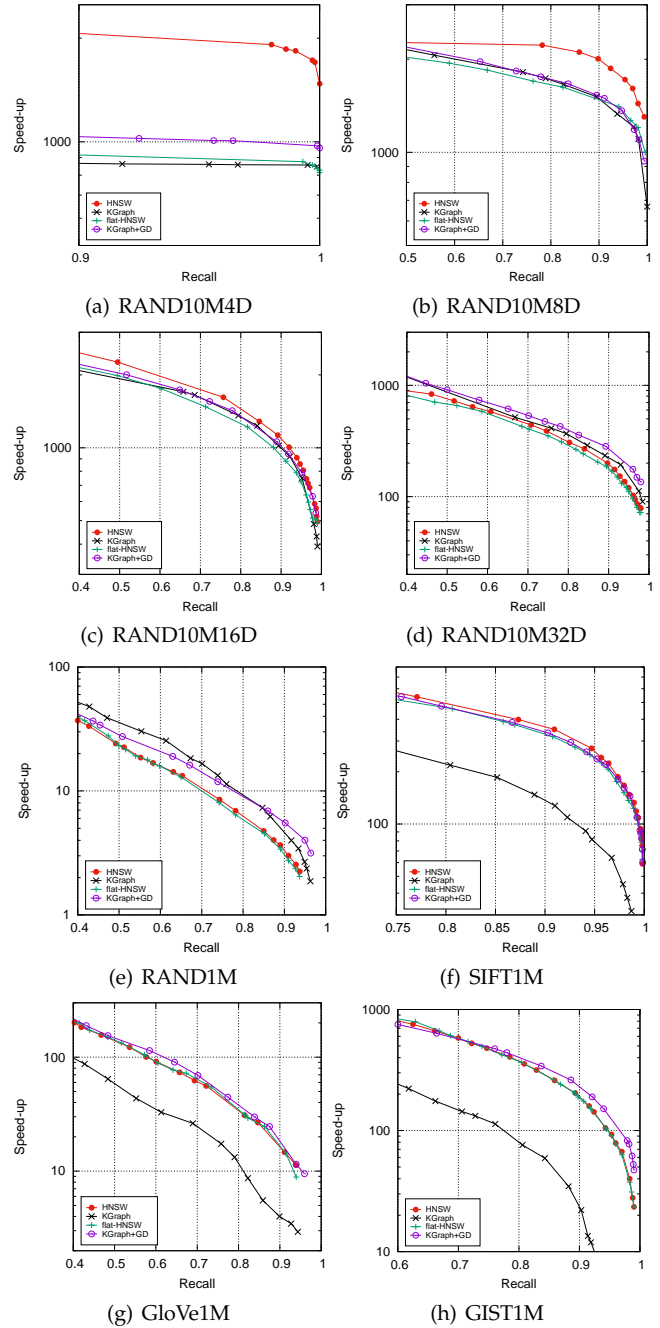 Speed-up
1000
HNSW
KGraph
flat-HNSW
KGraph+GD
0.9 1
Recall
(a) RAND10M4D
Speed-up
1000
HNSW
KGraph
flat-HNSW
KGraph+GD
0.5 0.6 0.7 0.8 0.9 1
Recall
(b) RAND10M8D
Speed-up
1000
HNSW
KGraph
flat-HNSW
KGraph+GD
0.4 0.5 0.6 0.7 0.8 0.9 1
Recall
(c) RAND10M16D
Speed-up
1000
100
HNSW
KGraph
flat-HNSW
KGraph+GD
0.4 0.5 0.6 0.7 0.8 0.9 1
Recall
(d) RAND10M32D
Speed-up
100
10
1
HNSW
KGraph
flat-HNSW
KGraph+GD
0.4 0.5 0.6 0.7 0.8 0.9 1
Recall
(e) RAND1M
Speed-up
100
HNSW
KGraph
flat-HNSW
KGraph+GD
0.75 0.8 0.85 0.9 0.95 1
Recall
(f) SIFT1M
Speed-up
100
10
HNSW
KGraph
flat-HNSW
KGraph+GD
0.4 0.5 0.6 0.7 0.8 0.9 1
Recall
(g) GloVe1M
Speed-up
1000
100
10
HNSW
KGraph
flat-HNSW
KGraph+GD
0.6 0.7 0.8 0.9 1
Recall
(h) GIST1M